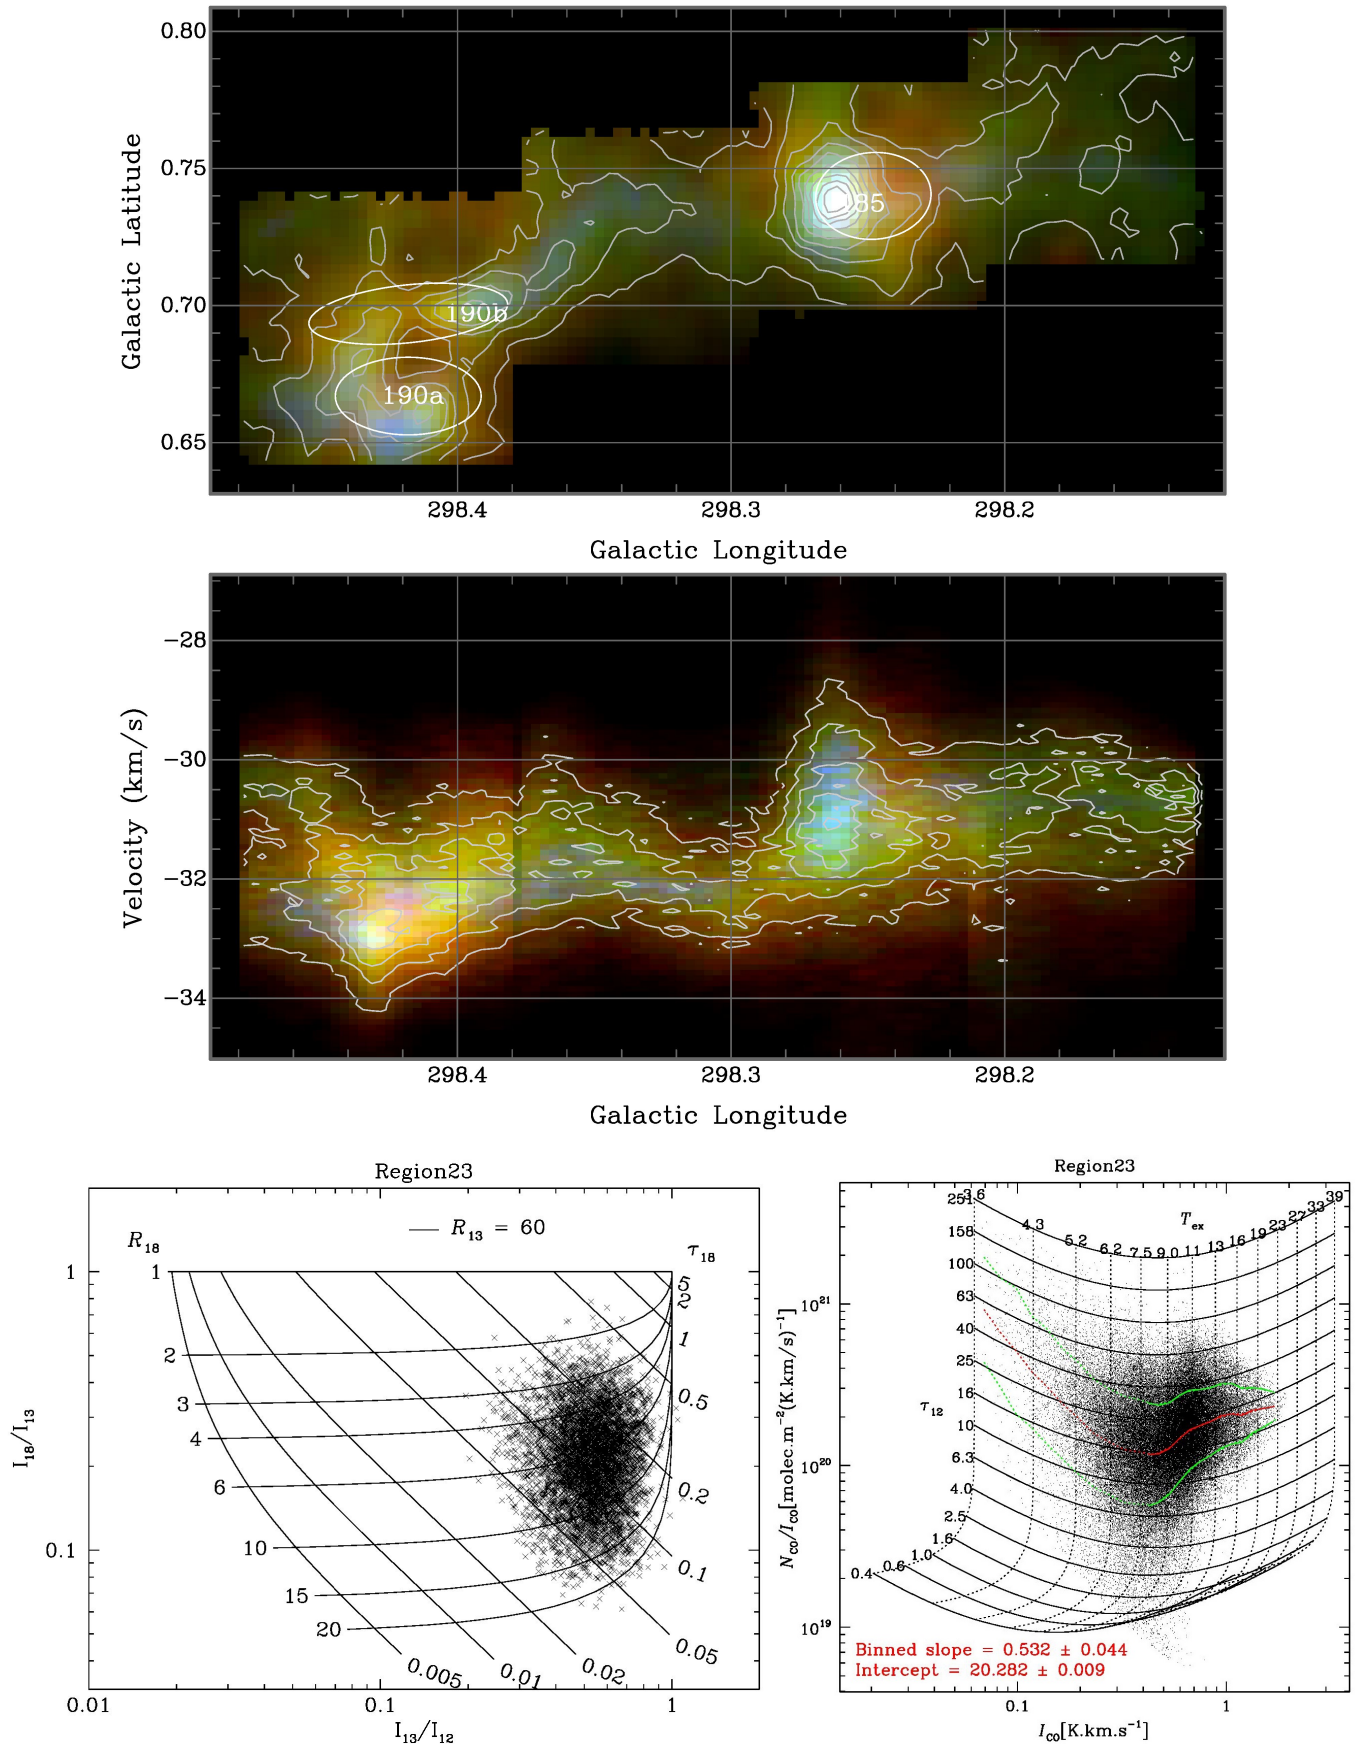 0.80
0.75
0.70
0.65
Galactic Latitude
185
190b
190a
298.4 298.3 298.2
Galactic Longitude
−28
−30
−32
−34
Velocity (km/s)
298.4 298.3 298.2
Galactic Longitude
Region23
R13 = 60
R18
τ18
1
0.1
I18/I13
1
2
3
4
6
10
15
20
5
2
1
0.5
0.2
0.1
0.05
0.02
0.01
0.005
0.01 0.1 1
I13/I12
Region23
Tex
3.6 4.3 5.2 6.2 7.5 9.0 11 13 16 19 23 27 33 39
251
158
100
63
40
25
16
10
6.3
4.0
2.5
1.6
1.0
0.6
0.4
τ12
10^21
10^20
10^19
NCO/ICO[molec.m−2(K.km/s)−1]
Binned slope = 0.532 ± 0.044
Intercept = 20.282 ± 0.009
0.1 1
ICO[K.km.s−1]